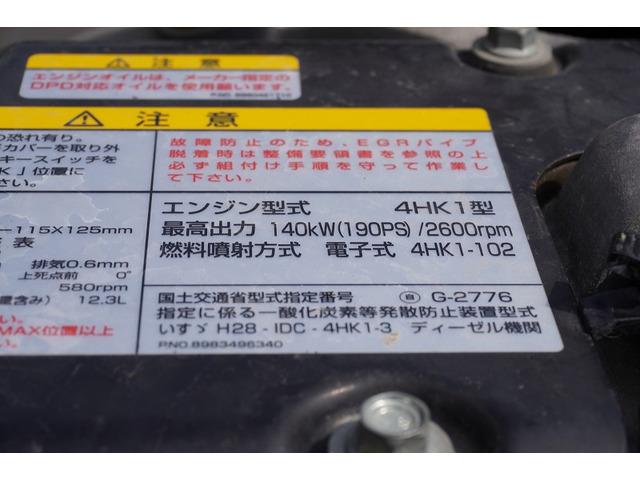 注意
エンジンオイルは、メーカー指定の
DPD対応オイルを使用願います。
注意
の恐れ有り。
カバーを取り外
キースイッチを
K」位置に
ださい。
故障防止のため、EGRパイプ
脱着時は整備要領書を参照の上
必ず組付け手順を守って作業し
て下さい。
エンジン型式 4HK1型
最高出力 140kW(190PS)/2600rpm
燃料噴射方式 電子式 4HK1-102
115X125mm
表
排気0.6mm
上死点前 0°
580rpm
量含み) 12.3L
MAX位置以上
さい。
国土交通省型式指定番号 自 G-2776
指定に係る一酸化炭素等発散防止装置型式
いすゞ H28-IDC-4HK1-3 ディーゼル機関
PNO.8983496340